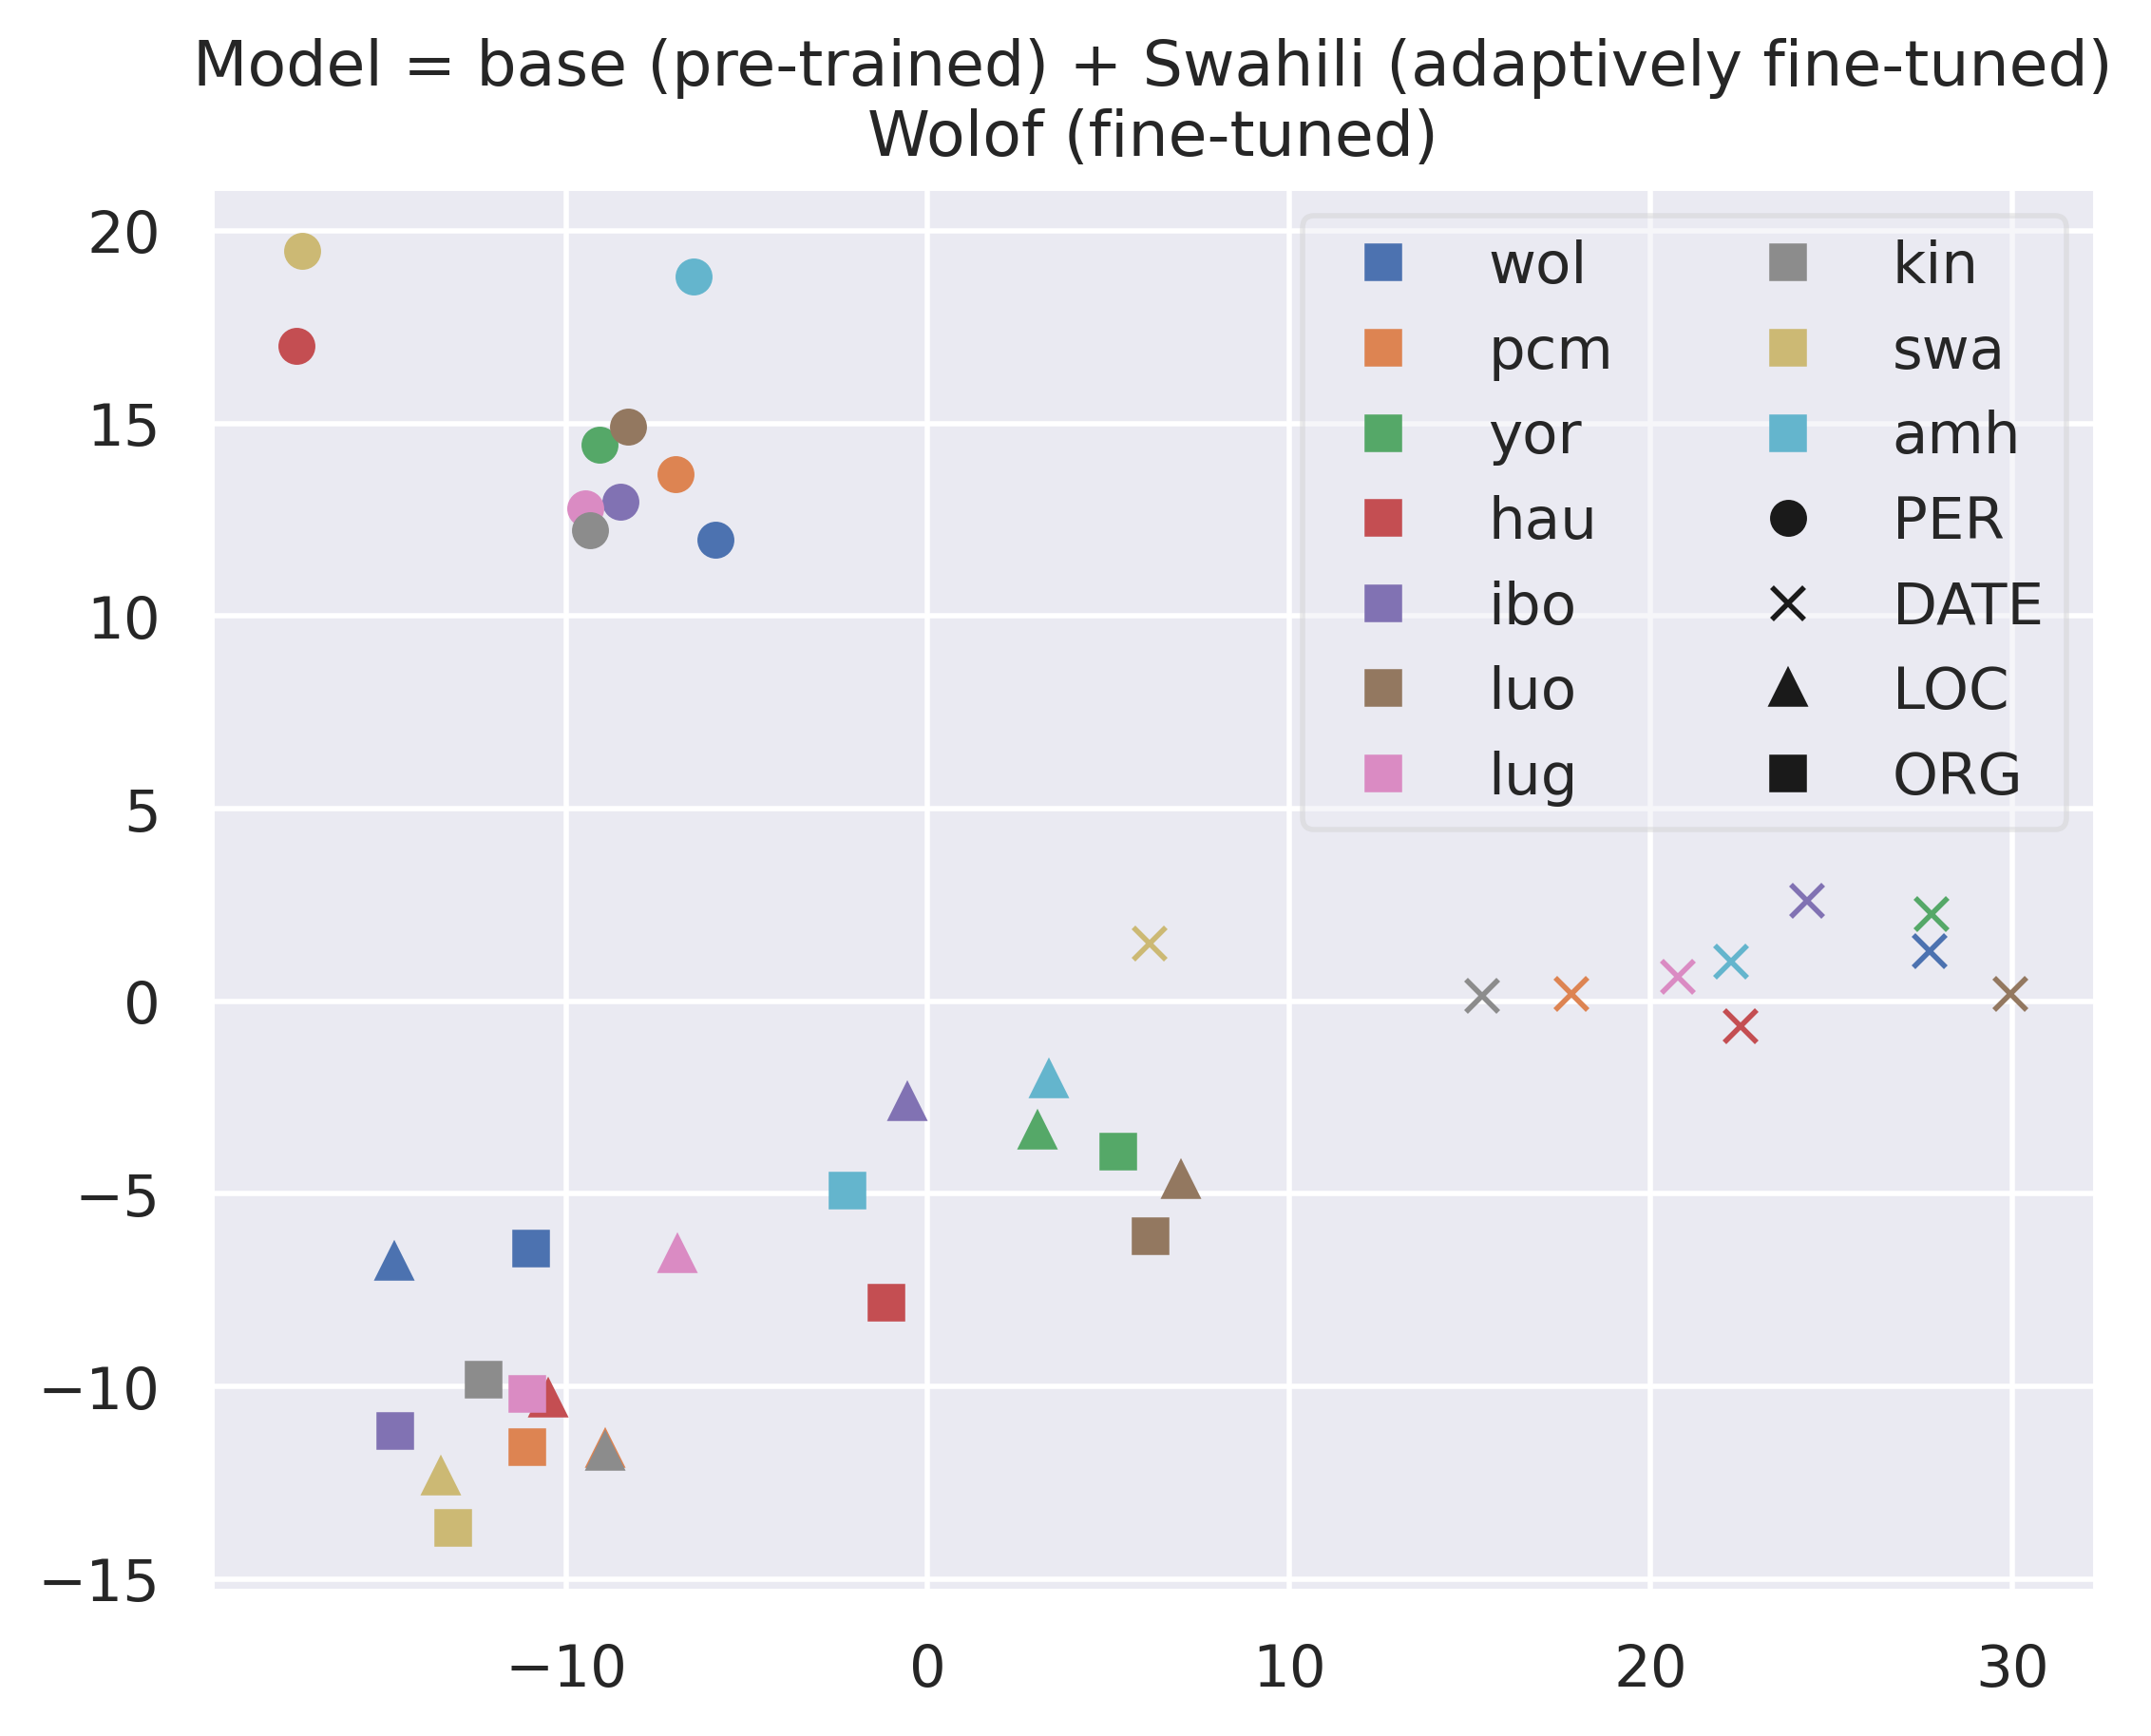 Model = base (pre-trained) + Swahili (adaptively fine-tuned)
Wolof (fine-tuned)
20
15
10
5
0
−5
−10
−15
−10
0
10
20
30
wol
pcm
yor
hau
ibo
luo
lug
kin
swa
amh
PER
DATE
LOC
ORG